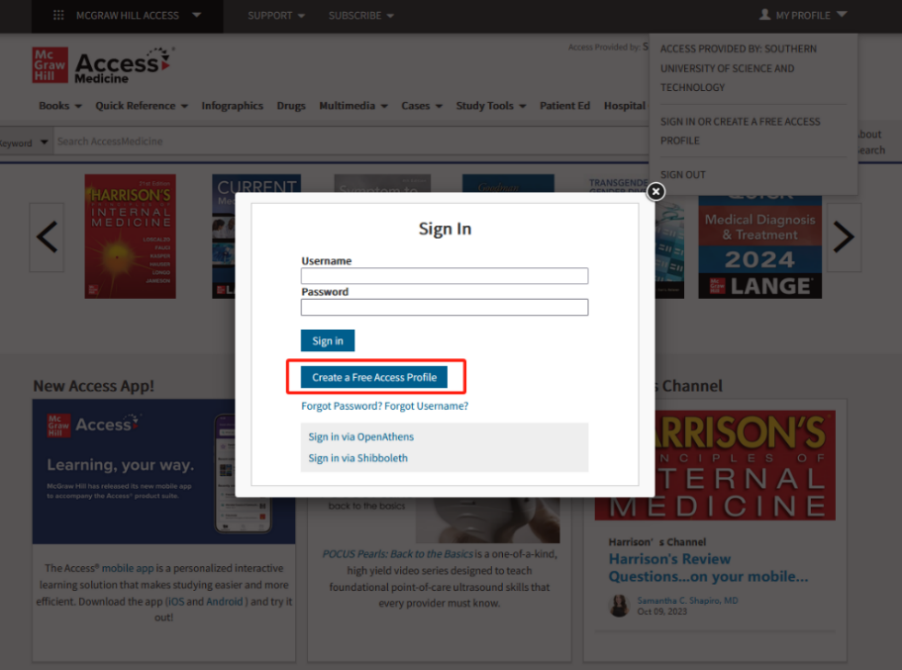 MCGRAW HILL ACCESS
SUPPORT
SUBSCRIBE
MY PROFILE
Mc
Graw
Hill
Access
Medicine
Access Provided by: S
ACCESS PROVIDED BY: SOUTHERN
UNIVERSITY OF SCIENCE AND
TECHNOLOGY
SIGN IN OR CREATE A FREE ACCESS
PROFILE
SIGN OUT
Books
Quick Reference
Infographics
Drugs
Multimedia
Cases
Study Tools
Patient Ed
Hospital
eyword
Search AccessMedicine
bout
earch
HARRISON'S
PRINCIPLES OF
INTERNAL
MEDICINE
CURRENT
Symptom to
TRANSGENDER
QUICK
Medical Diagnosis
& Treatment
2024
LANGE
Sign In
Username
Password
Sign in
Create a Free Access Profile
Forgot Password? Forgot Username?
Sign in via OpenAthens
Sign in via Shibboleth
New Access App!
Mc
Graw
Hill
Access
Learning, your way.
McGraw Hill has released its new mobile app
to accompany the Access® product suite.
The Access® mobile app is a personalized interactive
learning solution that makes studying easier and more
efficient. Download the app (iOS and Android ) and try it
out!
back to the basics
POCUS Pearls: Back to the Basics is a one-of-a-kind,
high yield video series designed to teach
foundational point-of-care ultrasound skills that
every provider must know.
s Channel
RRISON'S
NCIPLES OF
TERNAL
MEDICINE
Harrison' s Channel
Harrison's Review
Questions...on your mobile...
Samantha C. Shapiro, MD
Oct 09, 2023